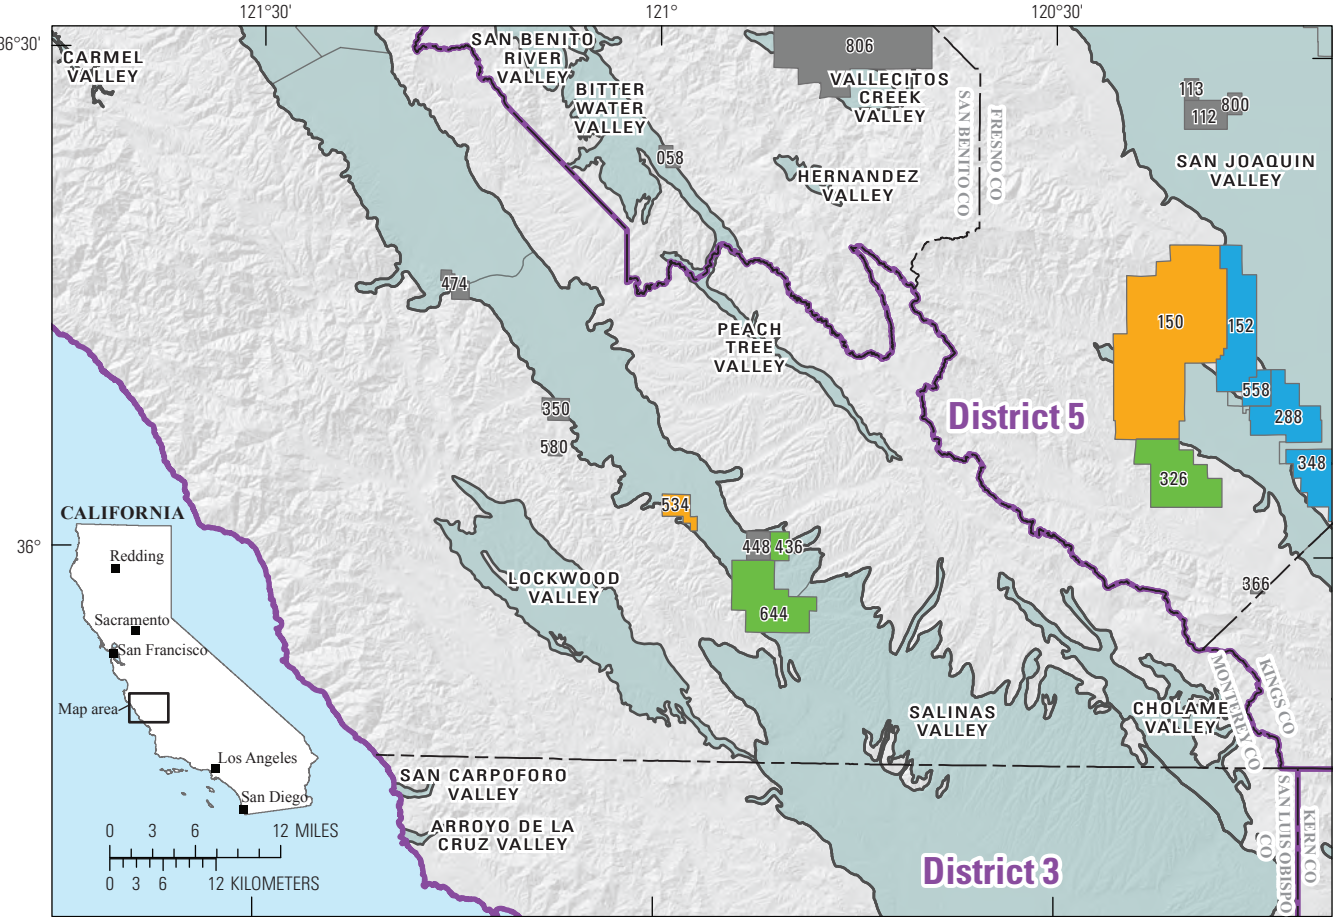 121°30'
121°
120°30'
36°30'
CARMEL
VALLEY
SAN BENITO
RIVER
VALLEY
BITTER
WATER
VALLEY
806
VALLECITOS
CREEK
VALLEY
SAN BENITO CO
FRESNO CO
113
800
112
SAN JOAQUIN
VALLEY
058
HERNANDEZ
VALLEY
474
150
152
PEACH
TREE
VALLEY
558
288
350
580
District 5
348
326
534
CALIFORNIA
Redding
36°
448
436
LOCKWOOD
VALLEY
366
644
Sacramento
San Francisco
Map area
KINGS CO
MONTEREY CO
SALINAS
VALLEY
CHOLAME
VALLEY
Los Angeles
San Diego
SAN CARPOFORO
VALLEY
ARROYO DE LA
CRUZ VALLEY
SAN LUIS OBISPO
CO
KERN CO
0 3 6 12 MILES
0 3 6 12 KILOMETERS
District 3